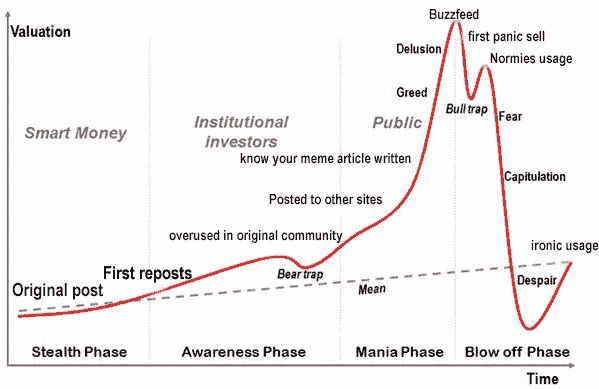 Buzzfeed
Valuation
first panic sell
Delusion
Normies usage
Greed
Bull trap
Fear
Smart Money
Institutional
investors
Public
know your meme article written
Capitulation
Posted to other sites
overused in original community
ironic usage
First reposts
Bear trap
Despair
Original post
Mean
Stealth Phase
Awareness Phase
Mania Phase
Blow off Phase
Time